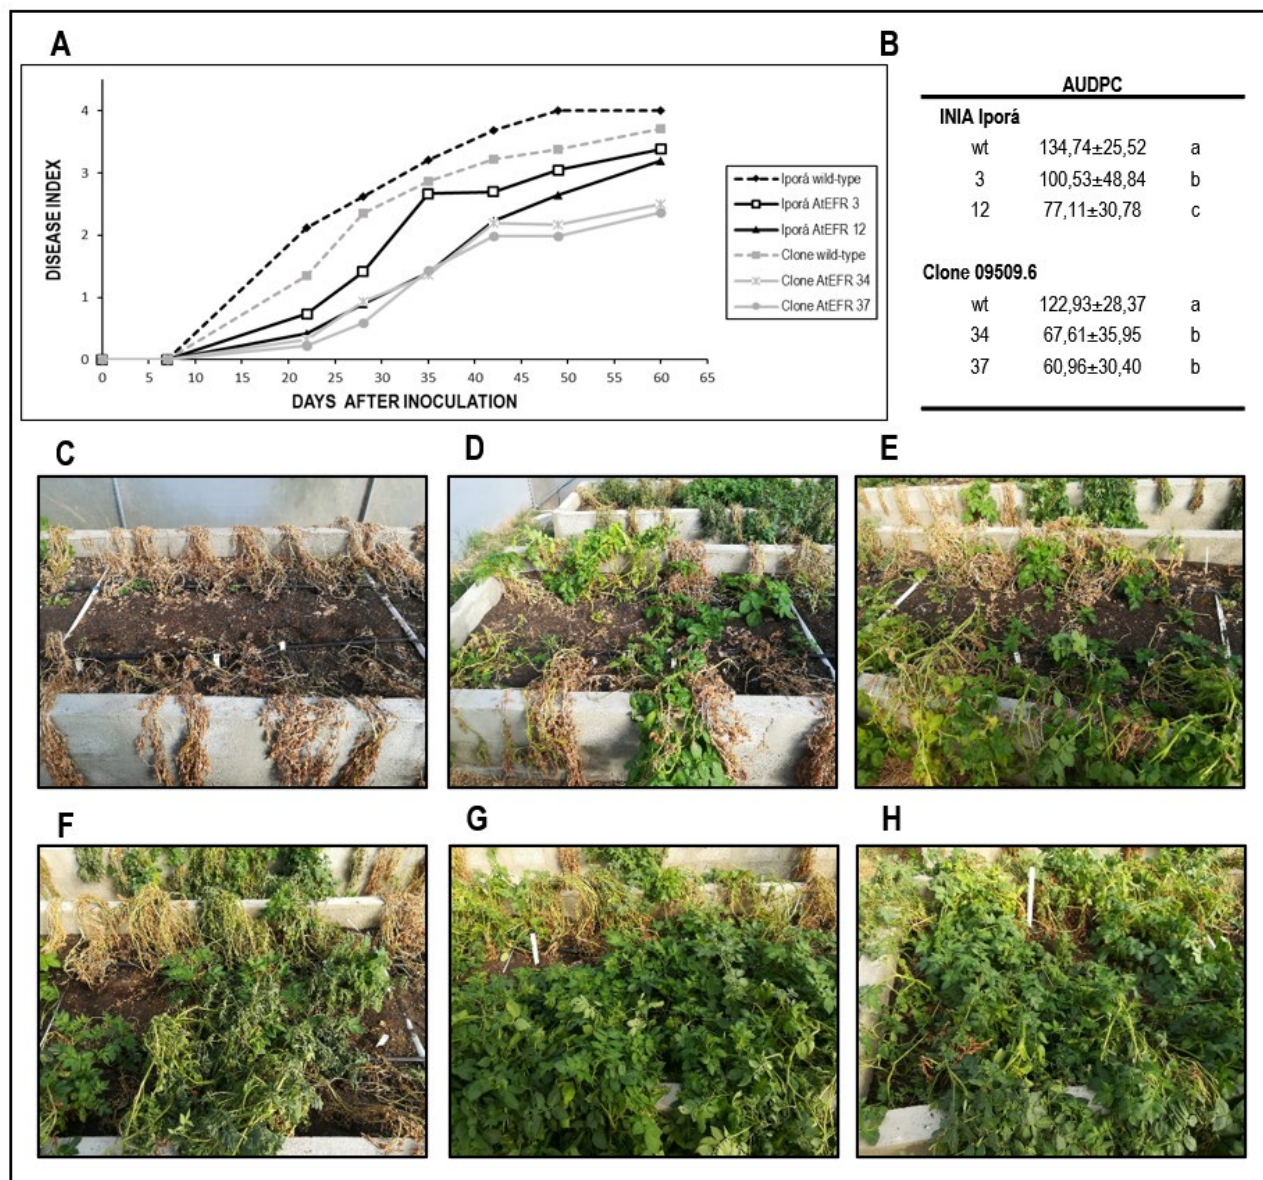 A
B
DISEASE INDEX
4
3
2
1
0
0 5 10 15 20 25 30 35 40 45 50 55 60 65
DAYS AFTER INOCULATION
Iporá wild-type
Iporá AtEFR 3
Iporá AtEFR 12
Clone wild-type
Clone AtEFR 34
Clone AtEFR 37
AUDPC
INIA Iporá
wt 134,74±25,52 a
3 100,53±48,84 b
12 77,11±30,78 c
Clone 09509.6
wt 122,93±28,37 a
34 67,61±35,95 b
37 60,96±30,40 b
C
D
E
F
G
H